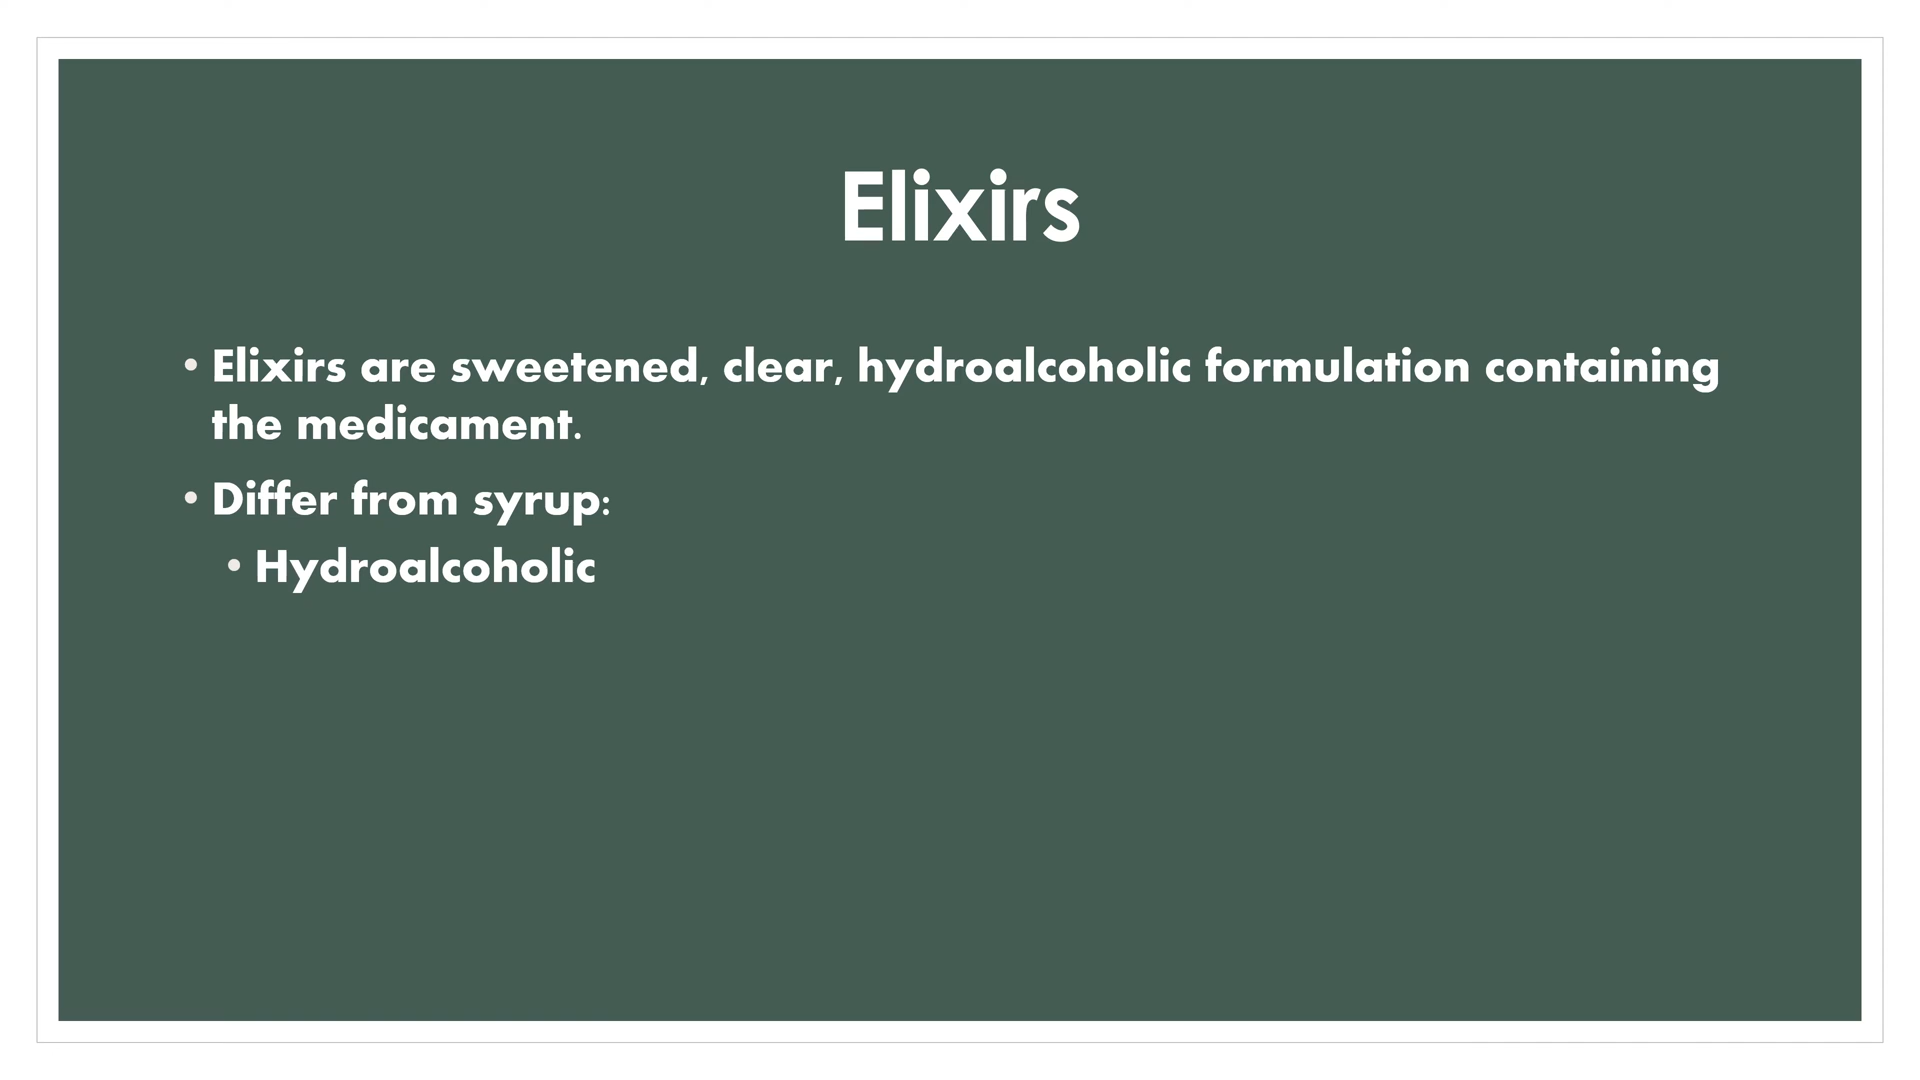 Elixirs
• Elixirs are sweetened, clear, hydroalcoholic formulation containing
the medicament.
• Differ from syrup:
• Hydroalcoholic